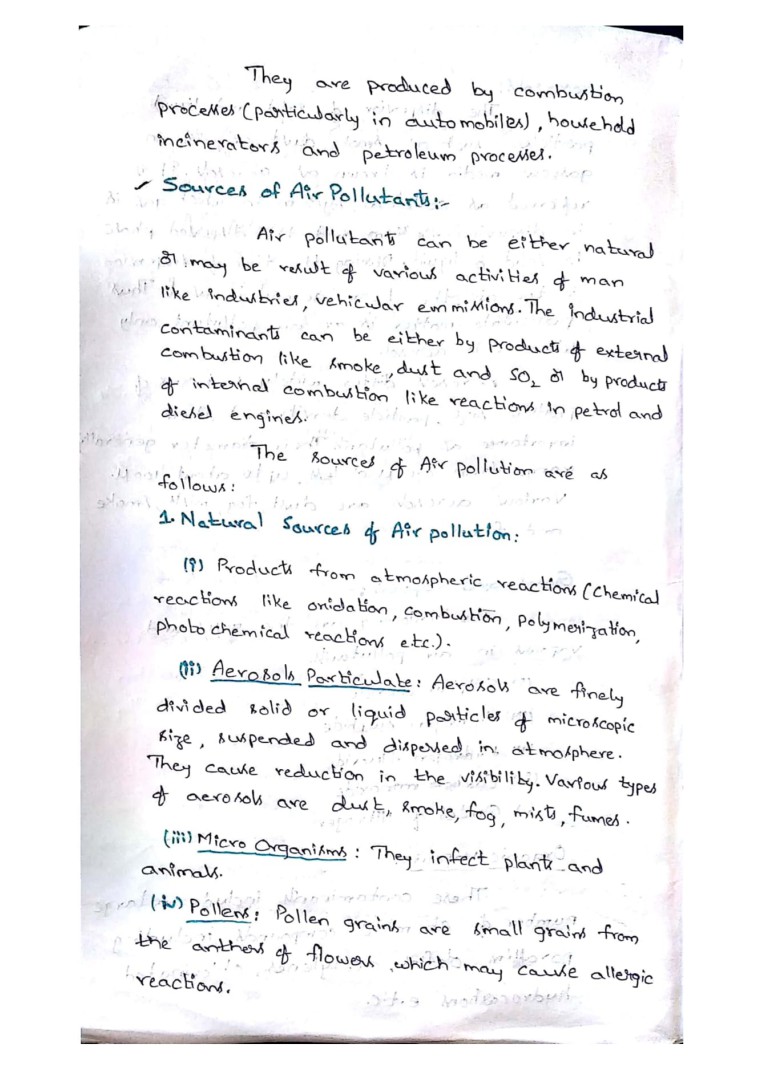 They are produced by combustion
processes (particularly in automobiles), household
incinerators and petroleum processes.
Sources of Air Pollutants:-
Air pollutants can be either natural
or may be result of various activities of man
like industries, vehicular emmissions. The industrial
contaminants can be either by products of external
combustion like smoke, dust and SO₂ or by products
of internal combustion like reactions in petrol and
diesel engines.
The sources of Air pollution are as
follows:
1. Natural Sources of Air pollution:
(i) Products from atmospheric reactions (chemical
reactions like oxidation, combustion, polymerization,
photo chemical reactions etc.).
(ii) Aerosols Particulate: Aerosols are finely
divided solid or liquid particles of microscopic
size, suspended and dispersed in atmosphere.
They cause reduction in the visibility. Various types
of aerosols are dust, smoke, fog, mists, fumes.
(iii) Micro Organisms: They infect plants and
animals.
(iv) Pollens: Pollen grains are small grains from
the anthers of flowers which may cause allergic
reactions.